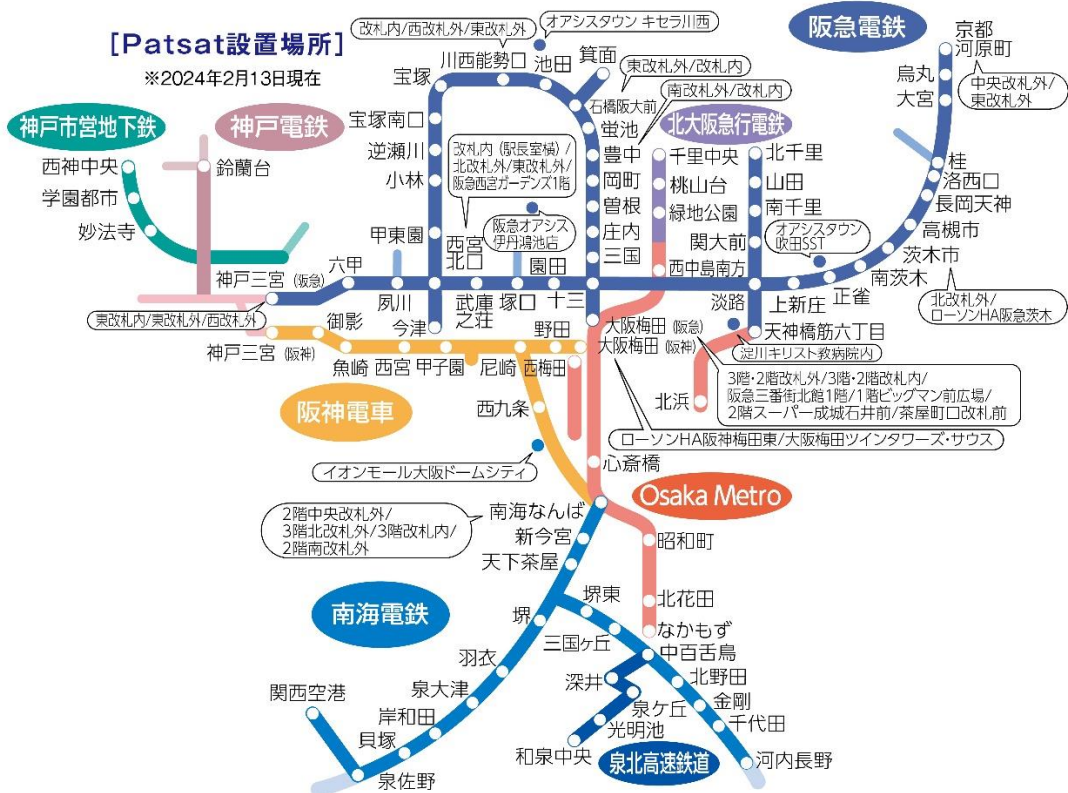 [Patsat設置場所]
※2024年2月13日現在
改札内/西改札外/東改札外
オアシスタウン キセラ川西
阪急電鉄
京都
河原町
中央改札外/
東改札外
烏丸
大宮
桂
洛西口
長岡天神
高槻市
茨木市
南茨木
正雀
上新庄
淡路
北改札外/
ローソンHA阪急茨木
オアシスタウン
吹田SST
宝塚
川西能勢口
池田
箕面
石橋阪大前
東改札外/改札内
南改札外/改札内
蛍池
豊中
岡町
曽根
庄内
三国
十三
北大阪急行電鉄
千里中央
桃山台
緑地公園
西中島南方
北千里
山田
南千里
関大前
天神橋筋六丁目
淀川キリスト教病院内
北浜
神戸市営地下鉄
西神中央
学園都市
妙法寺
神戸電鉄
鈴蘭台
宝塚南口
逆瀬川
小林
甲東園
西宮
北口
改札内(駅長室横)/
北改札外/東改札外/
阪急西宮ガーデンズ1階
阪急オアシス
伊丹鴻池店
神戸三宮(阪急)
東改札内/東改札外/西改札外
六甲
夙川
今津
武庫
之荘
塚口
園田
大阪梅田(阪急)
大阪梅田(阪神)
3階・2階改札外/3階・2階改札内/
阪急三番街北館1階/1階ビッグマン前広場/
2階スーパー成城石井前/茶屋町口改札前
ローソンHA阪神梅田東/大阪梅田ツインタワーズ・サウス
神戸三宮(阪神)
御影
魚崎
西宮
甲子園
尼崎
野田
西梅田
阪神電車
西九条
イオンモール大阪ドームシティ
心斎橋
Osaka Metro
南海なんば
2階中央改札外/
3階北改札外/3階改札内/
2階南改札外
新今宮
天下茶屋
昭和町
北花田
なかもず
南海電鉄
堺
堺東
三国ヶ丘
中百舌鳥
羽衣
泉大津
岸和田
貝塚
泉佐野
関西空港
深井
泉ケ丘
光明池
和泉中央
泉北高速鉄道
北野田
金剛
千代田
河内長野